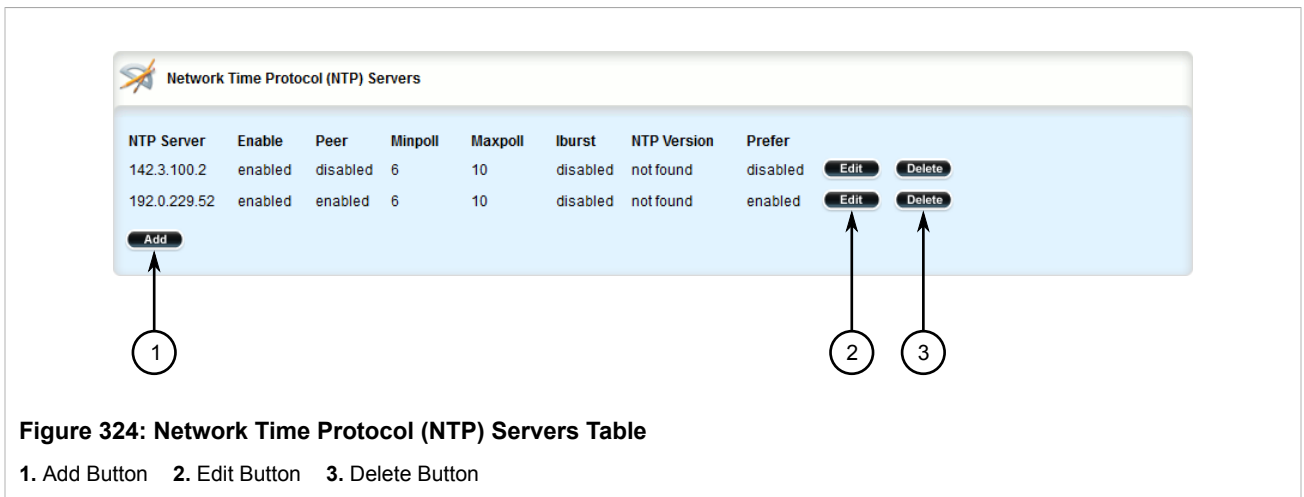 Network Time Protocol (NTP) Servers
NTP Server Enable Peer Minpoll Maxpoll Iburst NTP Version Prefer
142.3.100.2 enabled disabled 6 10 disabled not found disabled Edit Delete
192.0.229.52 enabled enabled 6 10 disabled not found enabled Edit Delete
Add
1 2 3
Figure 324: Network Time Protocol (NTP) Servers Table
1. Add Button 2. Edit Button 3. Delete Button